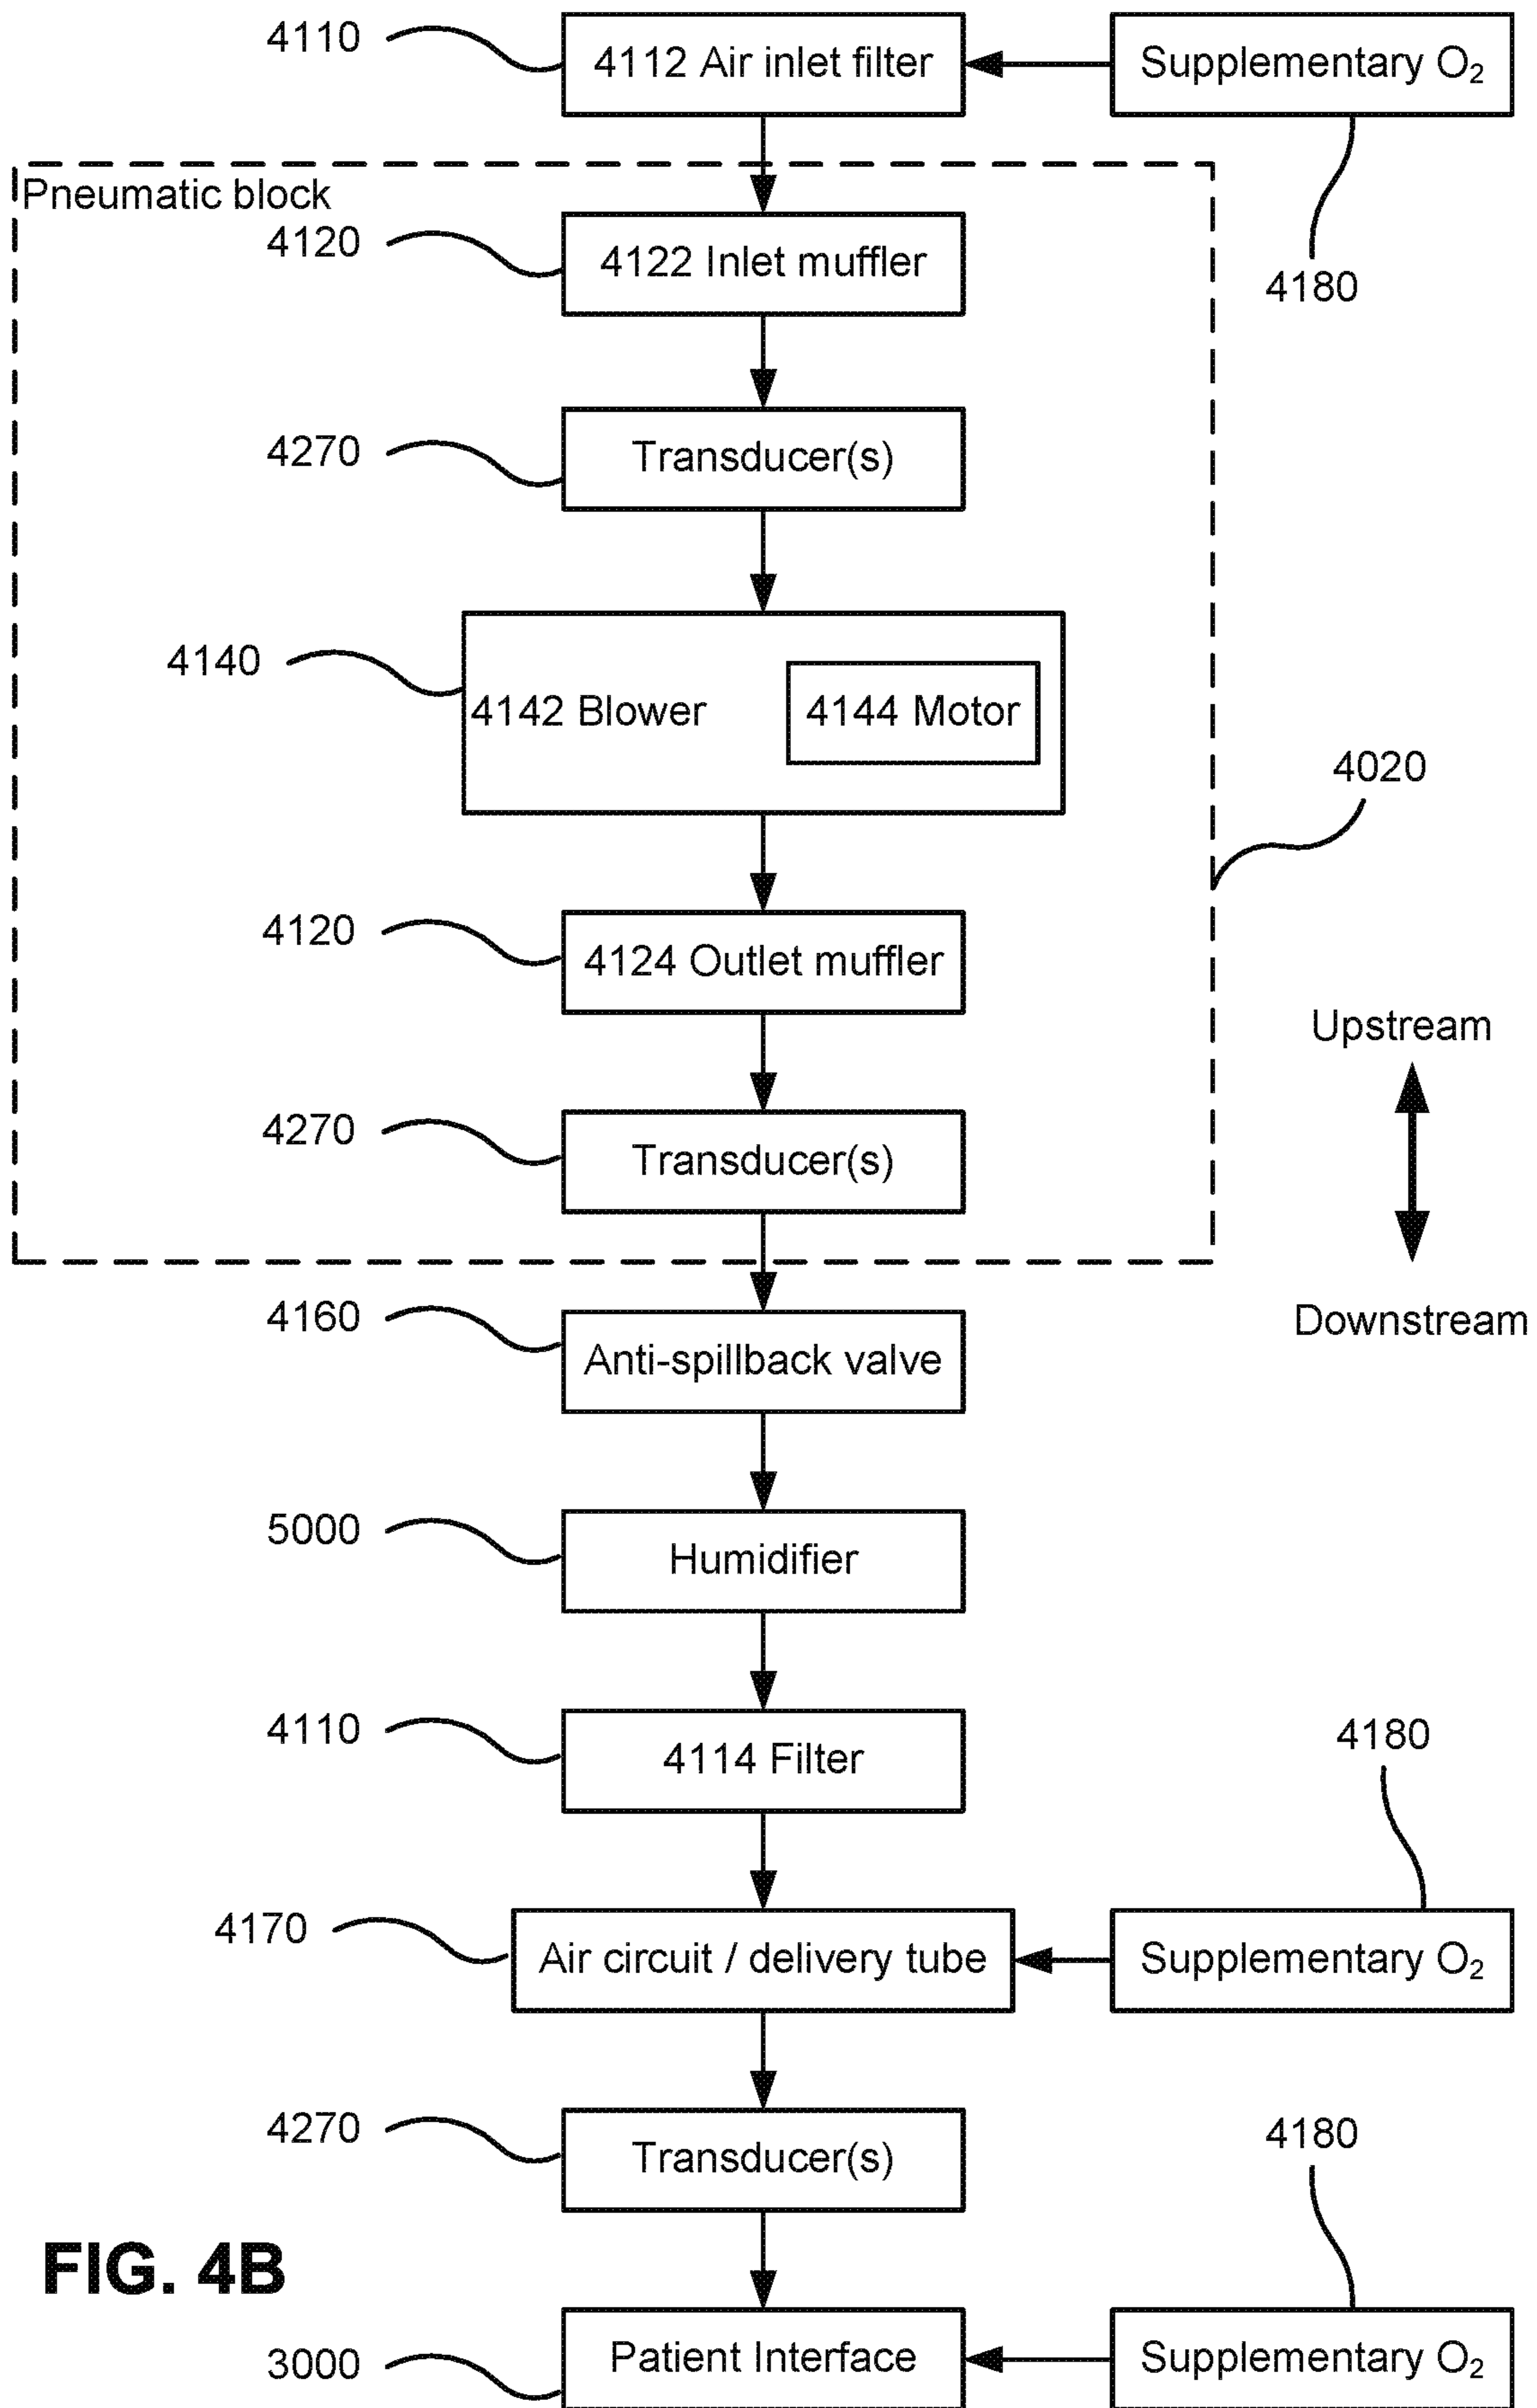 4110
4112 Air inlet filter
Supplementary O₂
4180
Pneumatic block
4120
4122 Inlet muffler
4270
Transducer(s)
4140
4142 Blower
4144 Motor
4020
4120
4124 Outlet muffler
Upstream
4270
Transducer(s)
Downstream
4160
Anti-spillback valve
5000
Humidifier
4110
4114 Filter
4180
4170
Air circuit / delivery tube
Supplementary O₂
4270
Transducer(s)
4180
FIG. 4B
3000
Patient Interface
Supplementary O₂